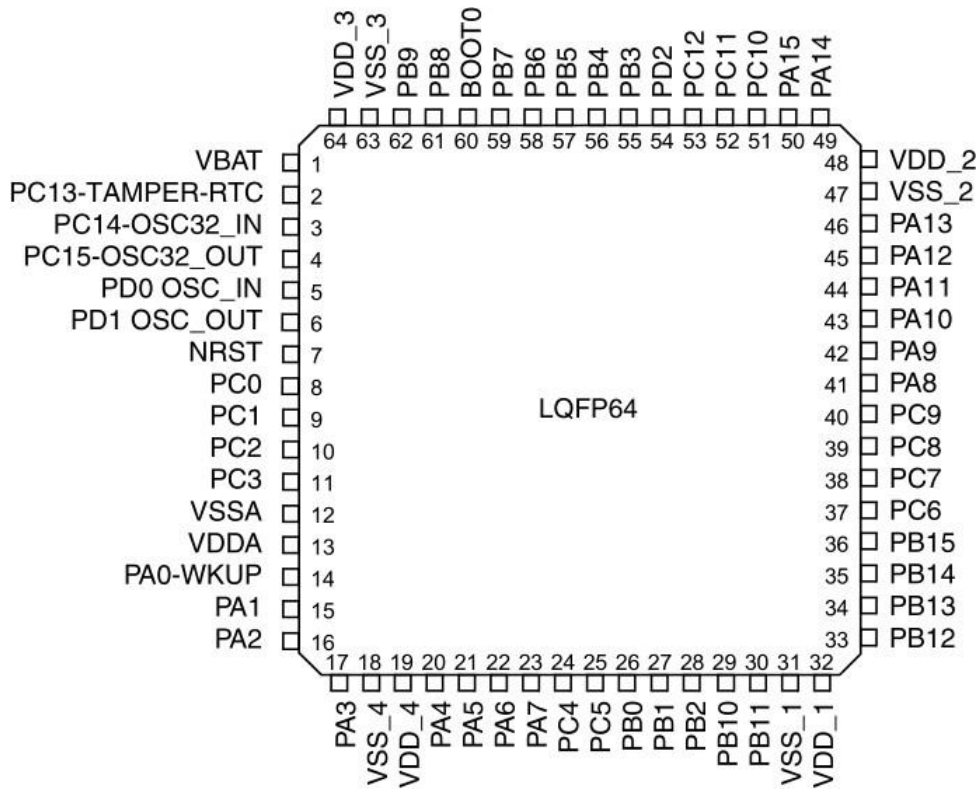 VDD_3
VSS_3
PB9
PB8
BOOT0
PB7
PB6
PB5
PB4
PB3
PD2
PC12
PC11
PC10
PA15
PA14
64 63 62 61 60 59 58 57 56 55 54 53 52 51 50 49
VBAT 1 48 VDD_2
PC13-TAMPER-RTC 2 47 VSS_2
PC14-OSC32_IN 3 46 PA13
PC15-OSC32_OUT 4 45 PA12
PD0 OSC_IN 5 44 PA11
PD1 OSC_OUT 6 43 PA10
NRST 7 42 PA9
PC0 8 41 PA8
LQFP64
PC1 9 40 PC9
PC2 10 39 PC8
PC3 11 38 PC7
VSSA 12 37 PC6
VDDA 13 36 PB15
PA0-WKUP 14 35 PB14
PA1 15 34 PB13
PA2 16 33 PB12
17 18 19 20 21 22 23 24 25 26 27 28 29 30 31 32
PA3
VSS_4
VDD_4
PA4
PA5
PA6
PA7
PC4
PC5
PB0
PB1
PB2
PB10
PB11
VSS_1
VDD_1